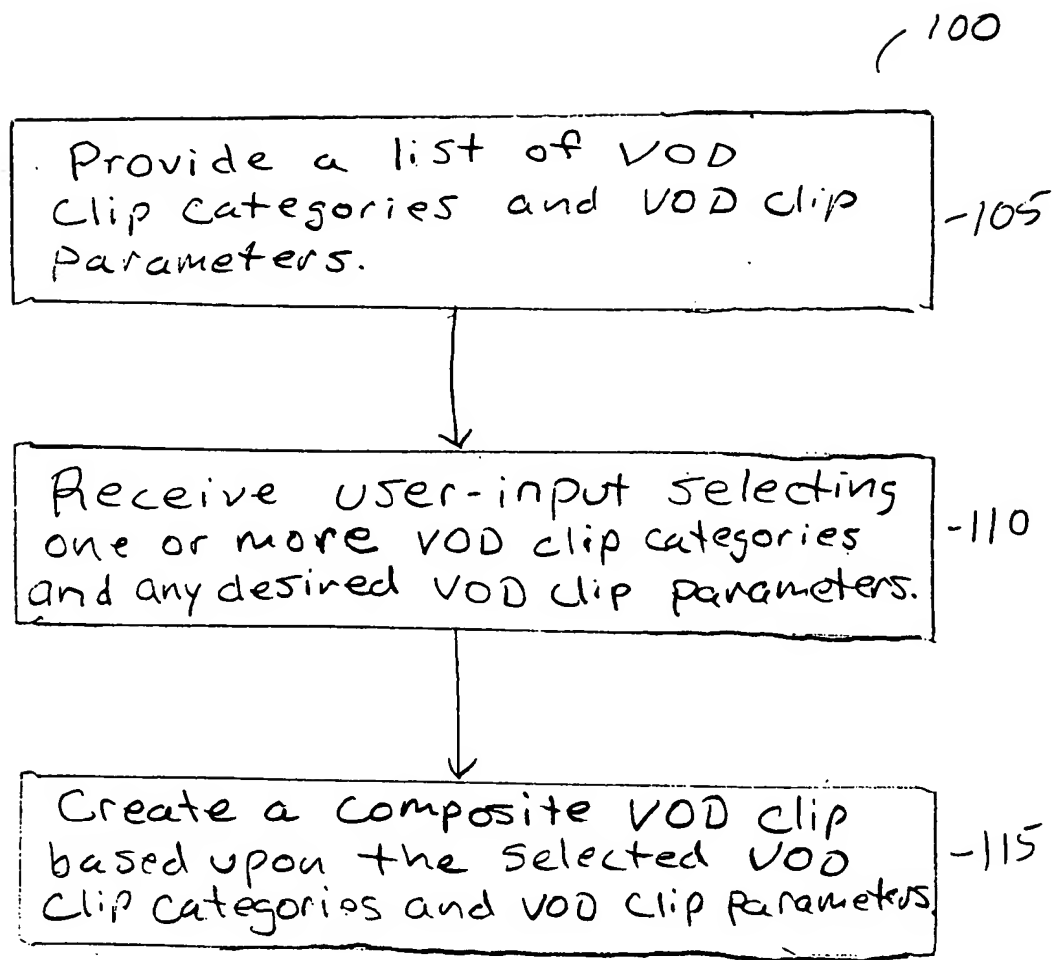 100
Provide a list of VOD
Clip categories and VOD clip
Parameters.
-105
Receive user-input selecting
one or more VOD clip categories
and any desired VOD clip parameters.
-110
Create a composite VOD clip
based upon the selected VOD
Clip categories and VOD clip parameters
-115